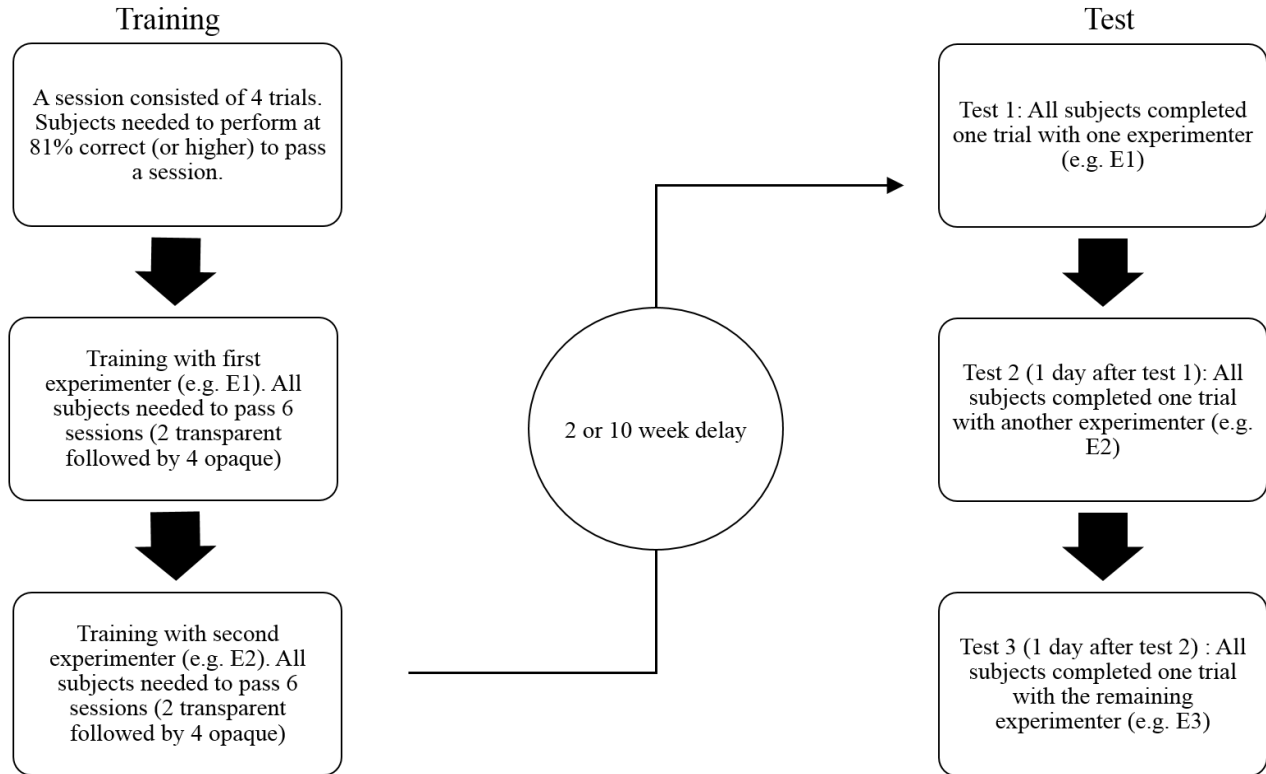 Training
A session consisted of 4 trials.
Subjects needed to perform at
81% correct (or higher) to pass
a session.
Training with first
experimenter (e.g. E1). All
subjects needed to pass 6
sessions (2 transparent
followed by 4 opaque)
Training with second
experimenter (e.g. E2). All
subjects needed to pass 6
sessions (2 transparent
followed by 4 opaque)
2 or 10 week delay
Test
Test 1: All subjects completed
one trial with one experimenter
(e.g. E1)
Test 2 (1 day after test 1): All
subjects completed one trial
with another experimenter (e.g.
E2)
Test 3 (1 day after test 2) : All
subjects completed one trial
with the remaining
experimenter (e.g. E3)